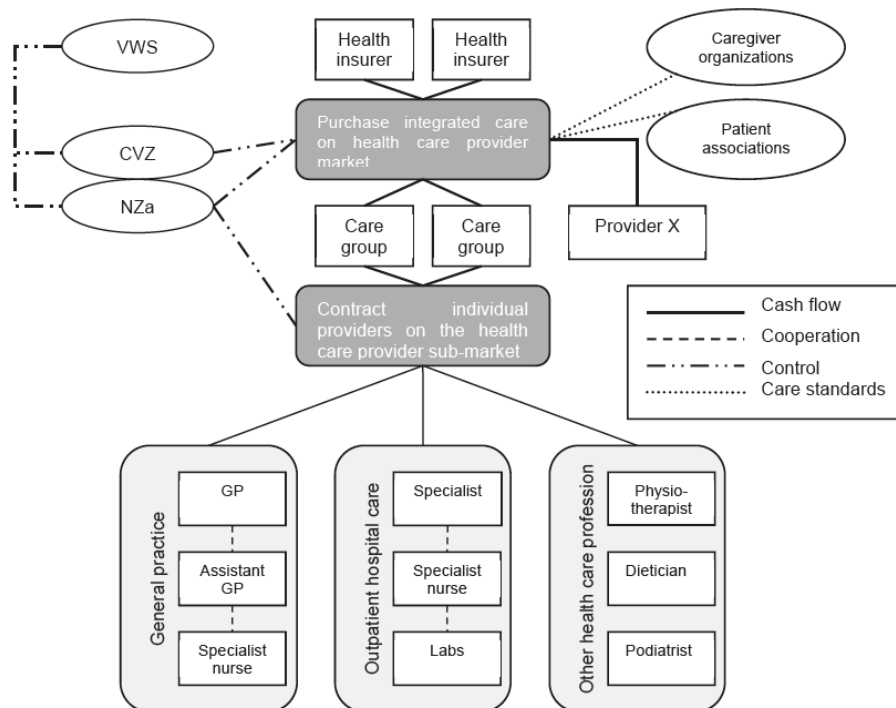 VWS
Health
insurer
Health
insurer
Caregiver
organizations
Purchase integrated care
on health care provider
market
CVZ
Patient
associations
NZa
Care
group
Care
group
Provider X
Contract individual
providers on the health
care provider sub-market
Cash flow
Cooperation
Control
Care standards
General practice
GP
Assistant
GP
Specialist
nurse
Outpatient hospital care
Specialist
Specialist
nurse
Labs
Other health care profession
Physio-
therapist
Dietician
Podiatrist